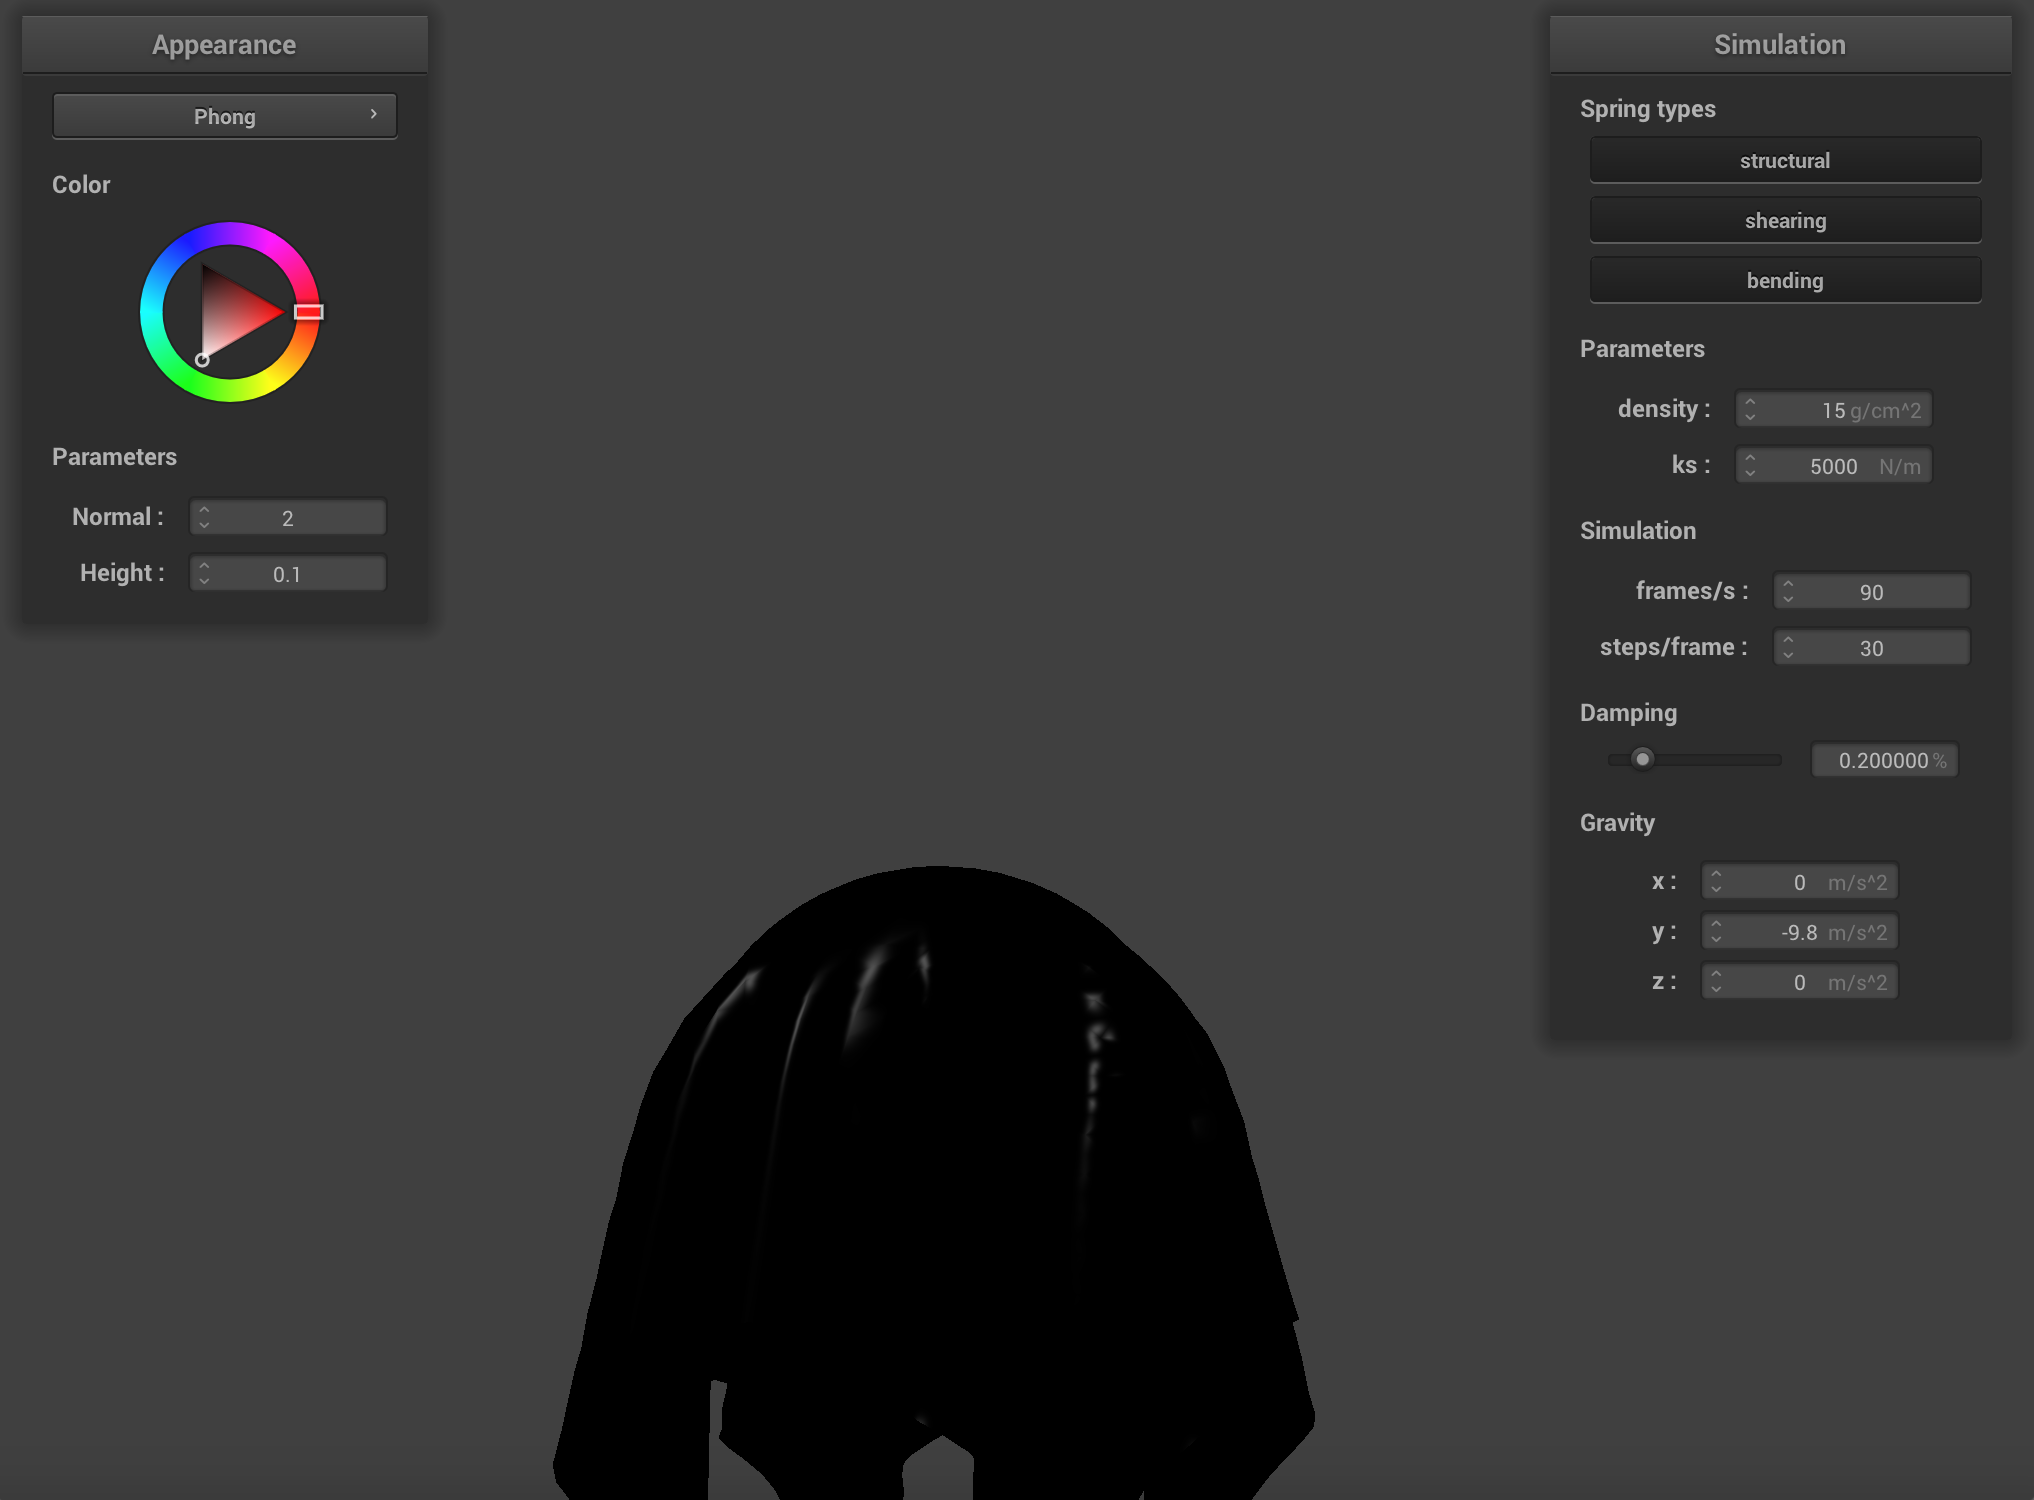 Appearance
Phong
Color
Parameters
Normal : 2
Height : 0.1
Simulation
Spring types
structural
shearing
bending
Parameters
density : 15 g/cm^2
ks : 5000 N/m
Simulation
frames/s : 90
steps/frame : 30
Damping
0.200000 %
Gravity
x : 0 m/s^2
y : -9.8 m/s^2
z : 0 m/s^2